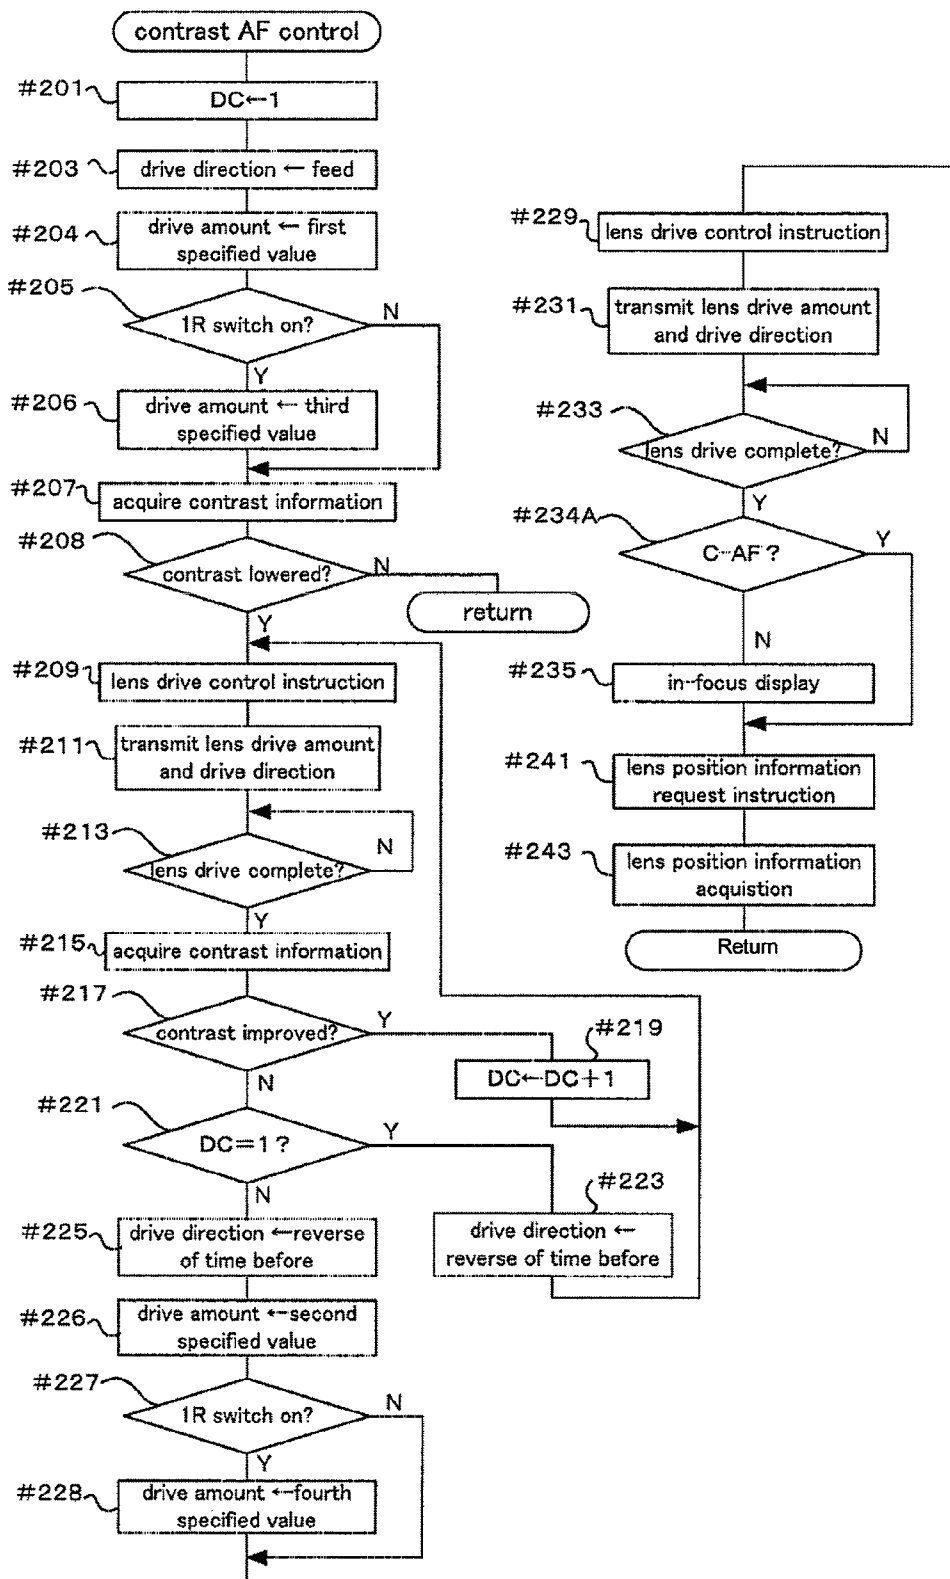 contrast AF control
#201
DC←1
#203
drive direction ← feed
#204
drive amount ← first
specified value
#205
1R switch on?
N
Y
#206
drive amount ← third
specified value
#207
acquire contrast information
#208
contrast lowered?
N
return
Y
#209
lens drive control instruction
#211
transmit lens drive amount
and drive direction
#213
lens drive complete?
N
Y
#215
acquire contrast information
#217
contrast improved?
Y
#219
DC←DC+1
N
#221
DC=1?
Y
#223
drive direction ←
reverse of time before
N
#225
drive direction ←reverse
of time before
#226
drive amount ←second
specified value
#227
1R switch on?
N
Y
#228
drive amount ←fourth
specified value
#229
lens drive control instruction
#231
transmit lens drive amount
and drive direction
#233
lens drive complete?
N
Y
#234A
C-AF?
Y
N
#235
in-focus display
#241
lens position information
request instruction
#243
lens position information
acquistion
Return